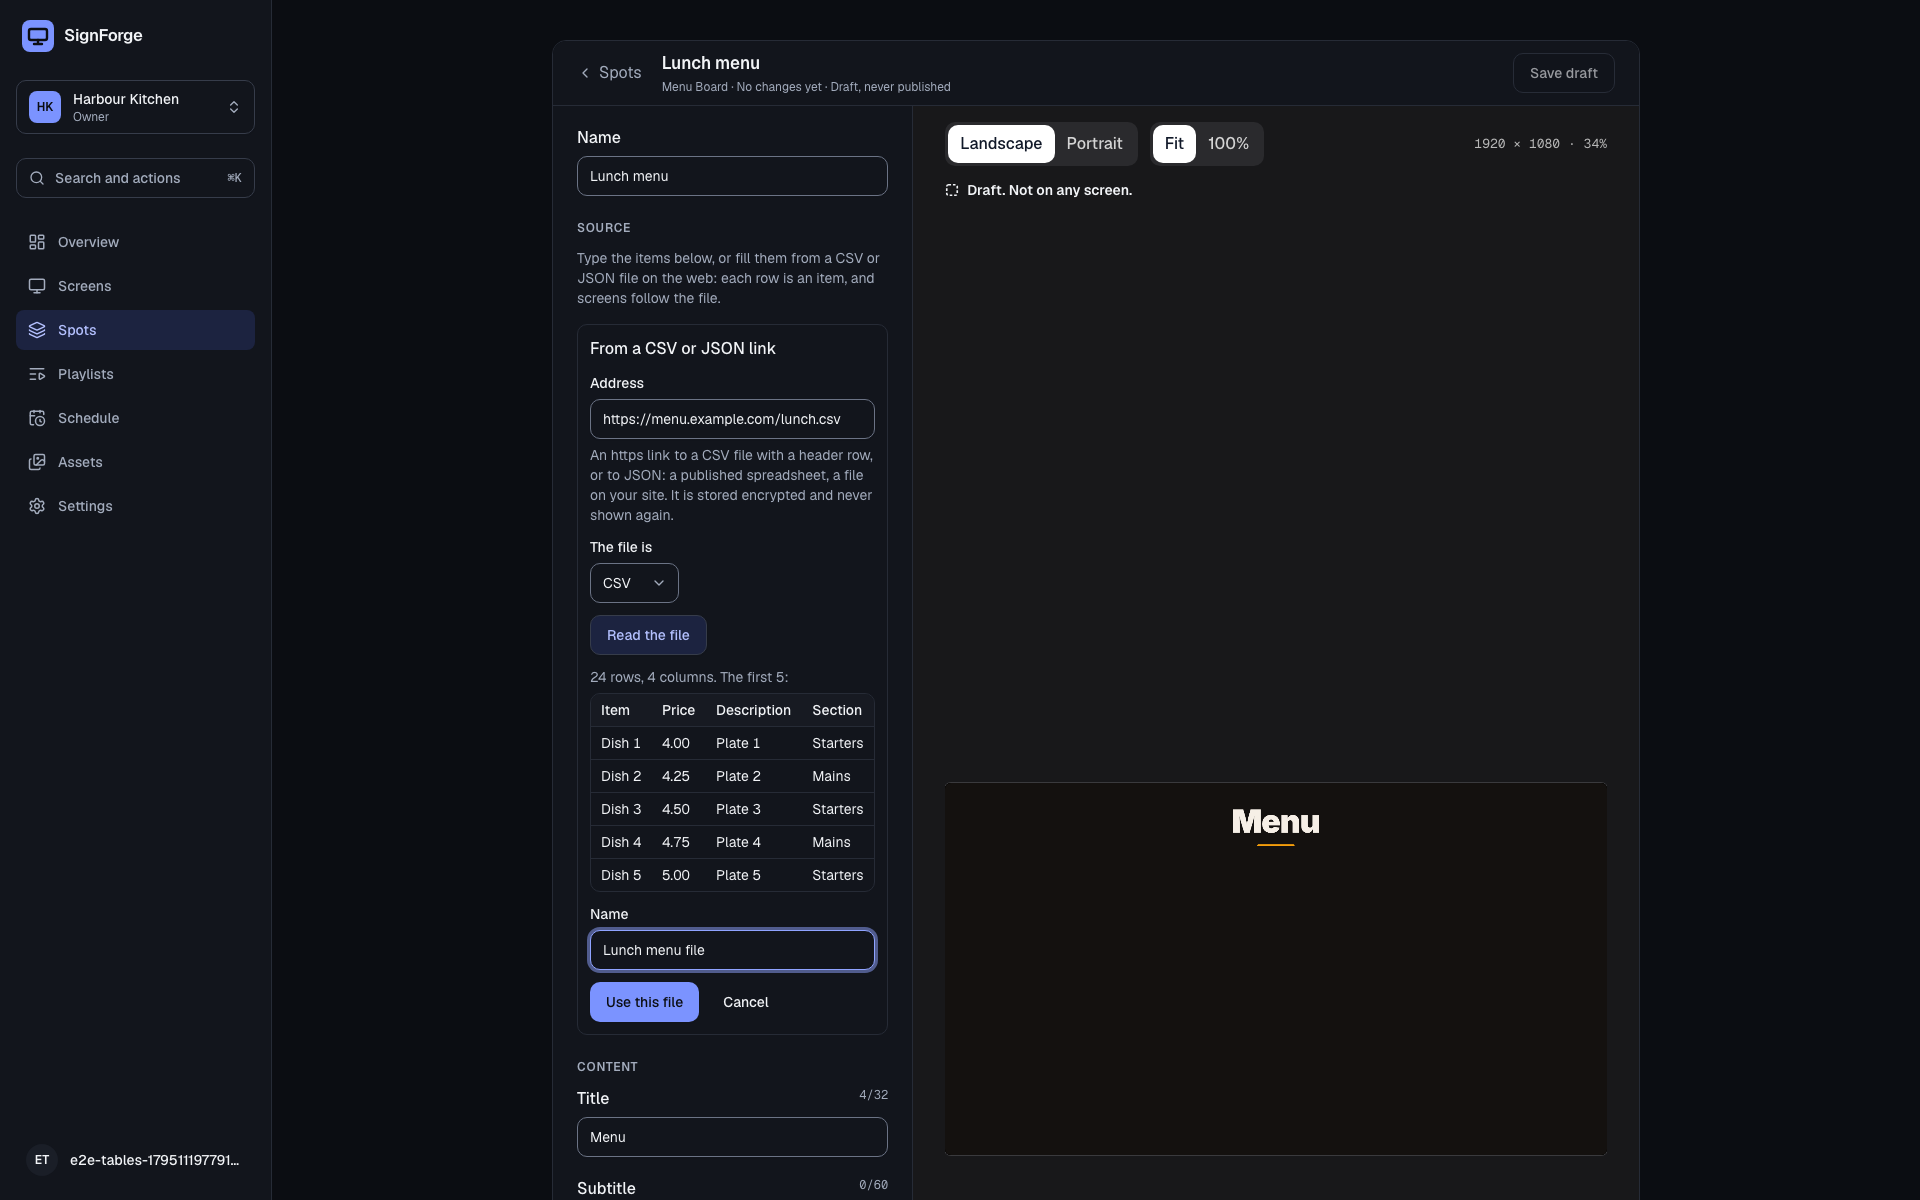 SignForge
HK
Harbour Kitchen
Owner
Search and actions
⌘K
Overview
Screens
Spots
Playlists
Schedule
Assets
Settings
ET
e2e-tables-179511197791...
Spots
Lunch menu
Menu Board · No changes yet · Draft, never published
Save draft
Name
Lunch menu
SOURCE
Type the items below, or fill them from a CSV or
JSON file on the web: each row is an item, and
screens follow the file.
From a CSV or JSON link
Address
https://menu.example.com/lunch.csv
An https link to a CSV file with a header row,
or to JSON: a published spreadsheet, a file
on your site. It is stored encrypted and never
shown again.
The file is
CSV
Read the file
24 rows, 4 columns. The first 5:
Item Price Description Section
Dish 1 4.00 Plate 1 Starters
Dish 2 4.25 Plate 2 Mains
Dish 3 4.50 Plate 3 Starters
Dish 4 4.75 Plate 4 Mains
Dish 5 5.00 Plate 5 Starters
Name
Lunch menu file
Use this file
Cancel
CONTENT
Title
4/32
Menu
Subtitle
0/60
Landscape
Portrait
Fit
100%
1920 × 1080 · 34%
Draft. Not on any screen.
Menu